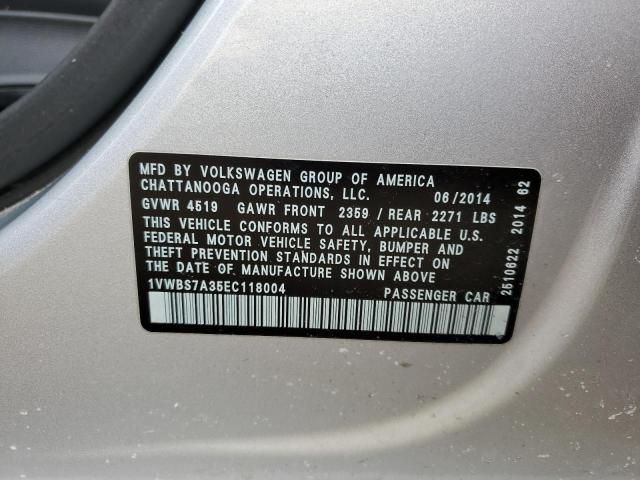 MFD BY VOLKSWAGEN GROUP OF AMERICA
CHATTANOOGA OPERATIONS, LLC. 06/2014
GVWR 4519 GAWR FRONT 2359 / REAR 2271 LBS
THIS VEHICLE CONFORMS TO ALL APPLICABLE U.S.
FEDERAL MOTOR VEHICLE SAFETY, BUMPER AND
THEFT PREVENTION STANDARDS IN EFFECT ON
THE DATE OF MANUFACTURE SHOWN ABOVE
1VWBS7A35EC118004 PASSENGER CAR
2510622 2014 62